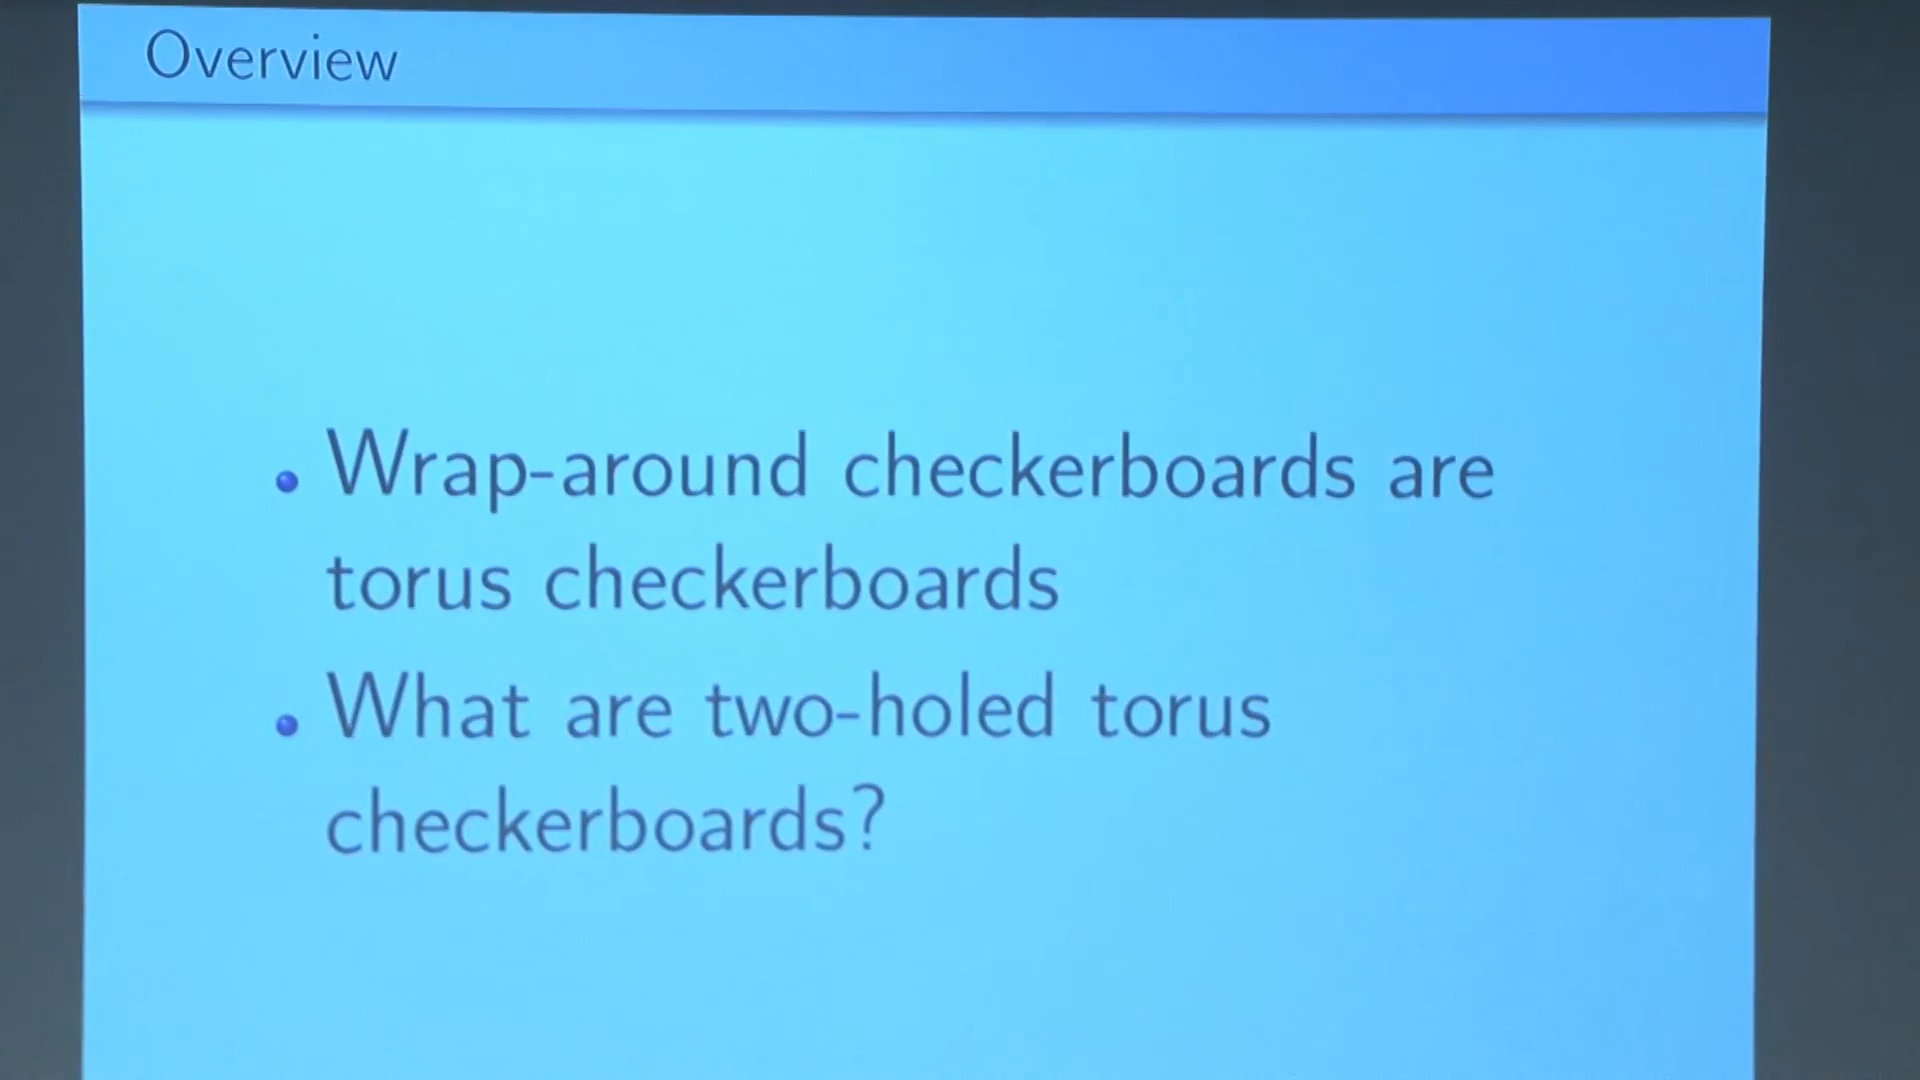 Overview
Wrap-around checkerboards are
torus checkerboards
What are two-holed torus
checkerboards?